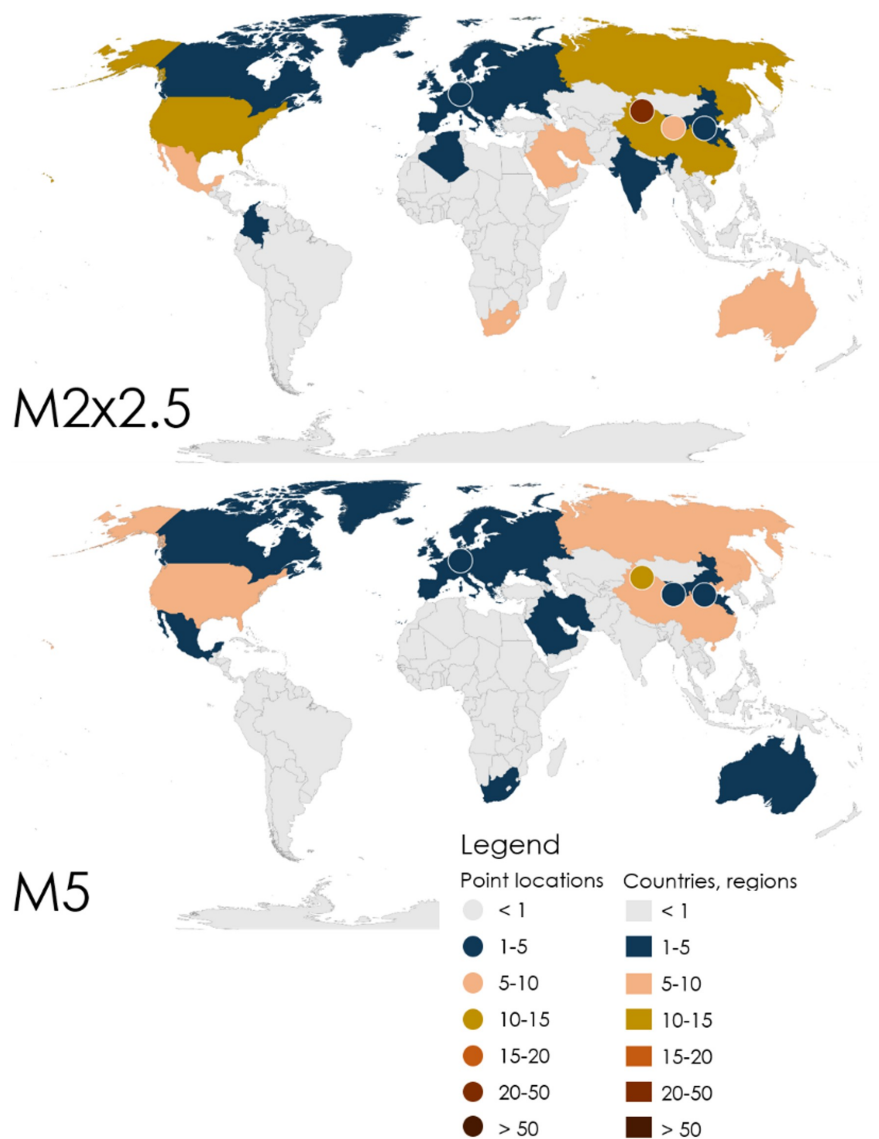 M2x2.5
M5
Legend
Point locations Countries, regions
< 1 < 1
1-5 1-5
5-10 5-10
10-15 10-15
15-20 15-20
20-50 20-50
> 50 > 50